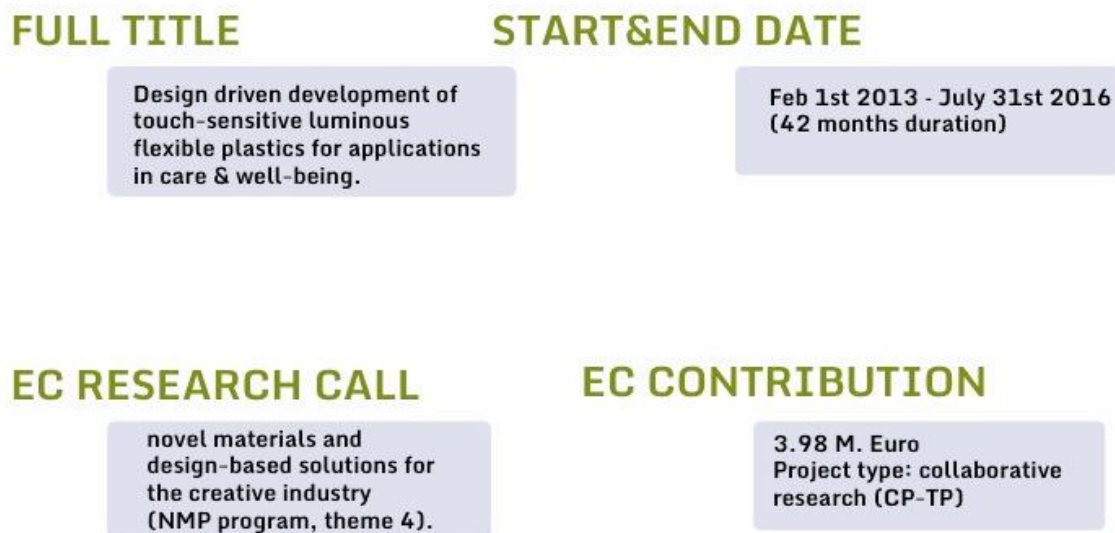 FULL TITLE
Design driven development of
touch-sensitive luminous
flexible plastics for applications
in care & well-being.
START&END DATE
Feb 1st 2013 - July 31st 2016
(42 months duration)
EC RESEARCH CALL
novel materials and
design-based solutions for
the creative industry
(NMP program, theme 4).
EC CONTRIBUTION
3.98 M. Euro
Project type: collaborative
research (CP-TP)